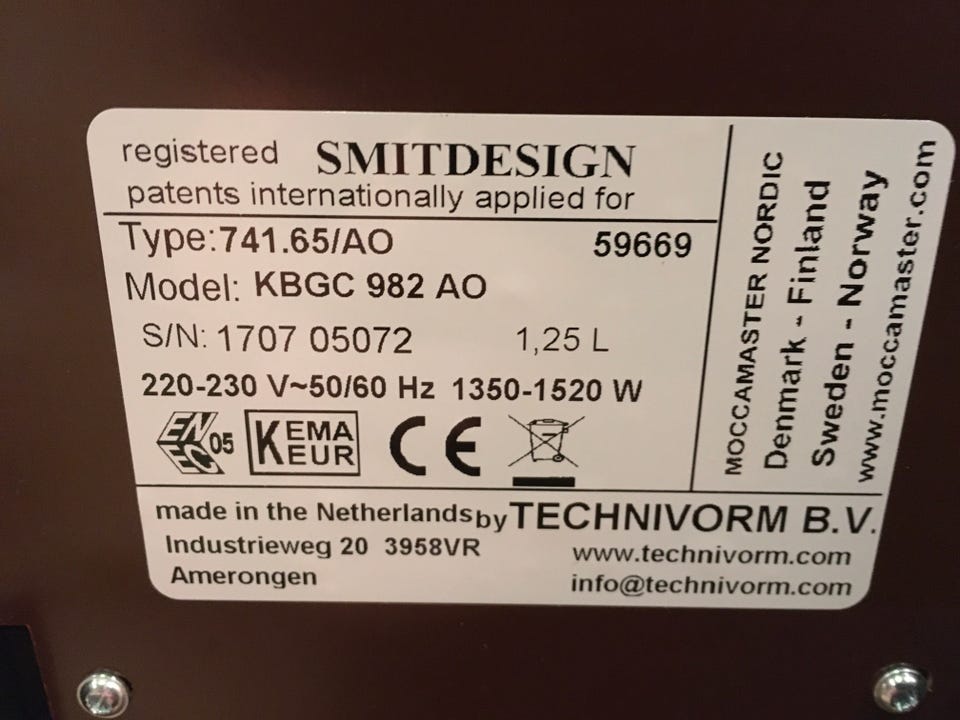 registered SMITDESIGN
patents internationally applied for
Type:741.65/AO 59669
Model: KBGC 982 AO
S/N: 1707 05072 1,25 L
220-230 V~50/60 Hz 1350-1520 W
ENEC 05 KEMA KEUR CE
MOCCAMASTER NORDIC
Denmark - Finland
Sweden - Norway
www.moccamaster.com
made in the Netherlands by TECHNIVORM B.V.
Industrieweg 20 3958VR www.technivorm.com
Amerongen info@technivorm.com